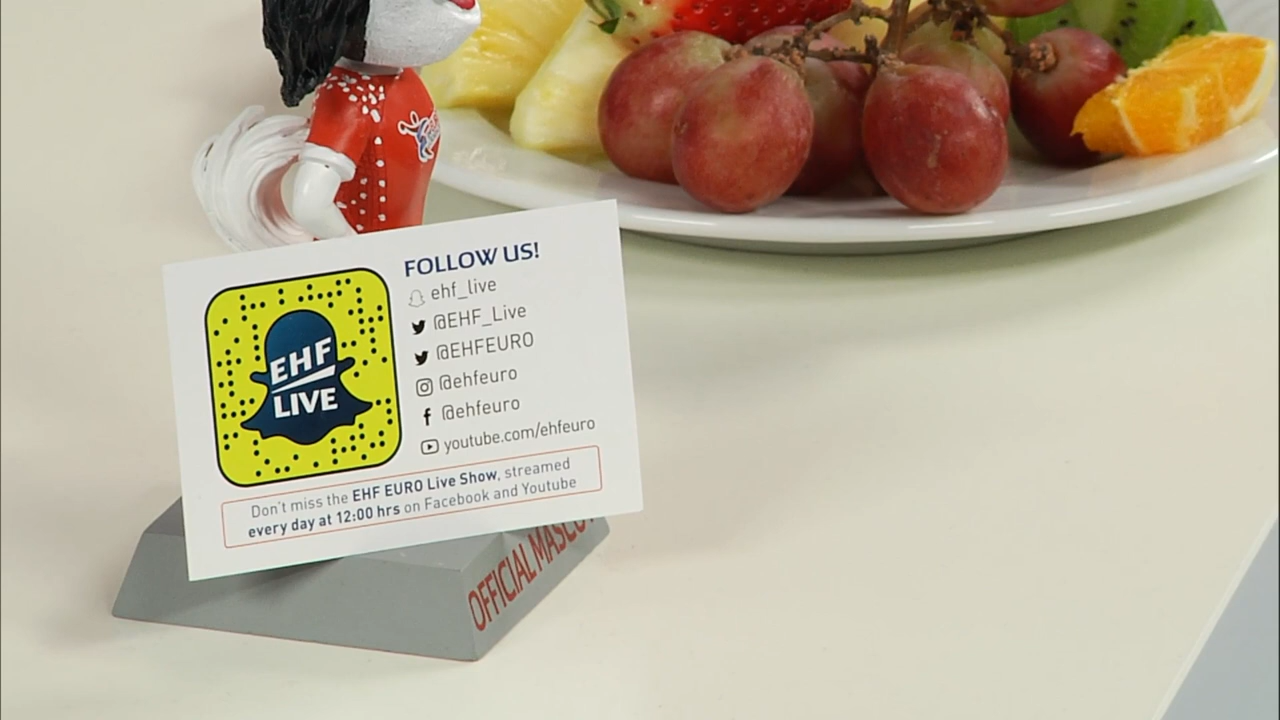 FOLLOW US!
ehf_live
@EHF_Live
@EHFEURO
@ehfeuro
@ehfeuro
youtube.com/ehfeuro
EHF
LIVE
Don't miss the EHF EURO Live Show, streamed
every day at 12:00 hrs on Facebook and Youtube
OFFICIAL MASCOT